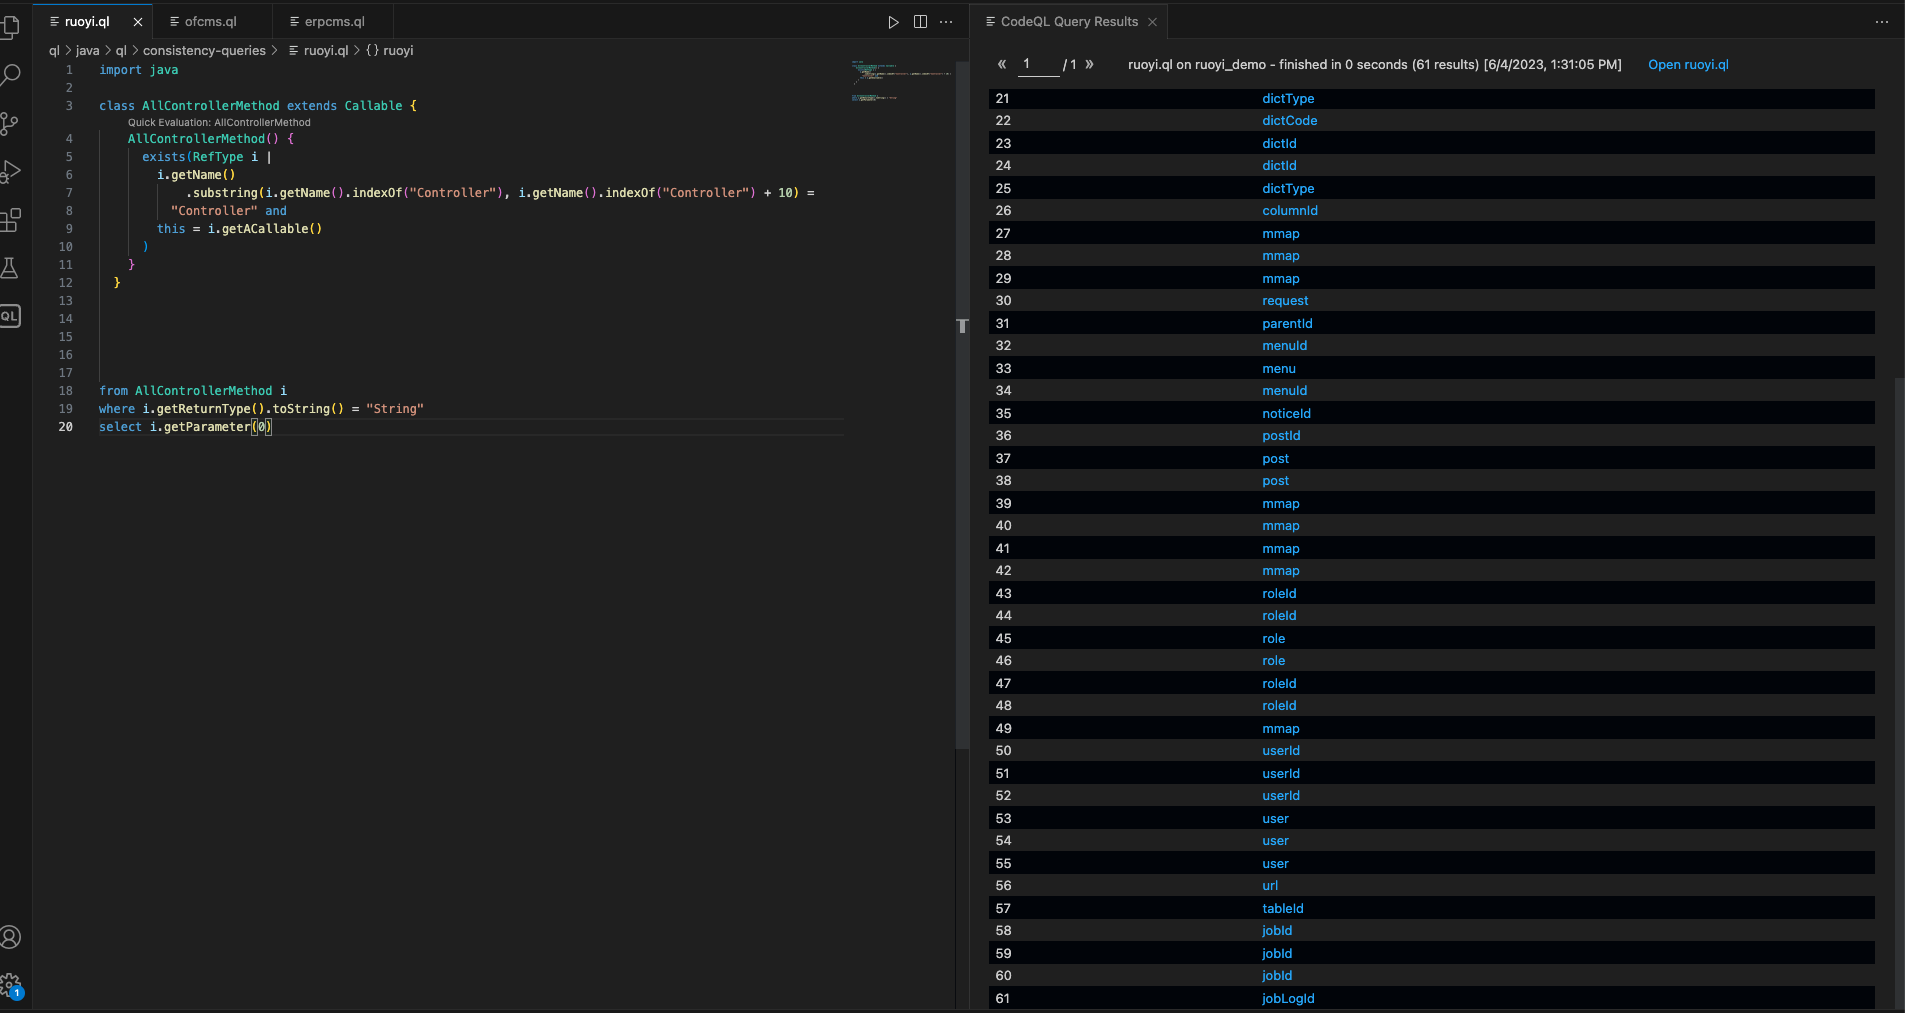 ruoyi.ql
ofcms.ql
erpcms.ql
ql > java > ql > consistency-queries > ruoyi.ql > {} ruoyi
1 import java
2
3 class AllControllerMethod extends Callable {
Quick Evaluation: AllControllerMethod
4 AllControllerMethod() {
5 exists(RefType i |
6 i.getName()
7 .substring(i.getName().indexOf("Controller"), i.getName().indexOf("Controller") + 10) =
8 "Controller" and
9 this = i.getACallable()
10 )
11 }
12 }
13
14
15
16
17
18 from AllControllerMethod i
19 where i.getReturnType().toString() = "String"
20 select i.getParameter(0)
QL
1
CodeQL Query Results
« 1 / 1 » ruoyi.ql on ruoyi_demo - finished in 0 seconds (61 results) [6/4/2023, 1:31:05 PM] Open ruoyi.ql
21 dictType
22 dictCode
23 dictId
24 dictId
25 dictType
26 columnId
27 mmap
28 mmap
29 mmap
30 request
31 parentId
32 menuId
33 menu
34 menuId
35 noticeId
36 postId
37 post
38 post
39 mmap
40 mmap
41 mmap
42 mmap
43 roleId
44 roleId
45 role
46 role
47 roleId
48 roleId
49 mmap
50 userId
51 userId
52 userId
53 user
54 user
55 user
56 url
57 tableId
58 jobId
59 jobId
60 jobId
61 jobLogId